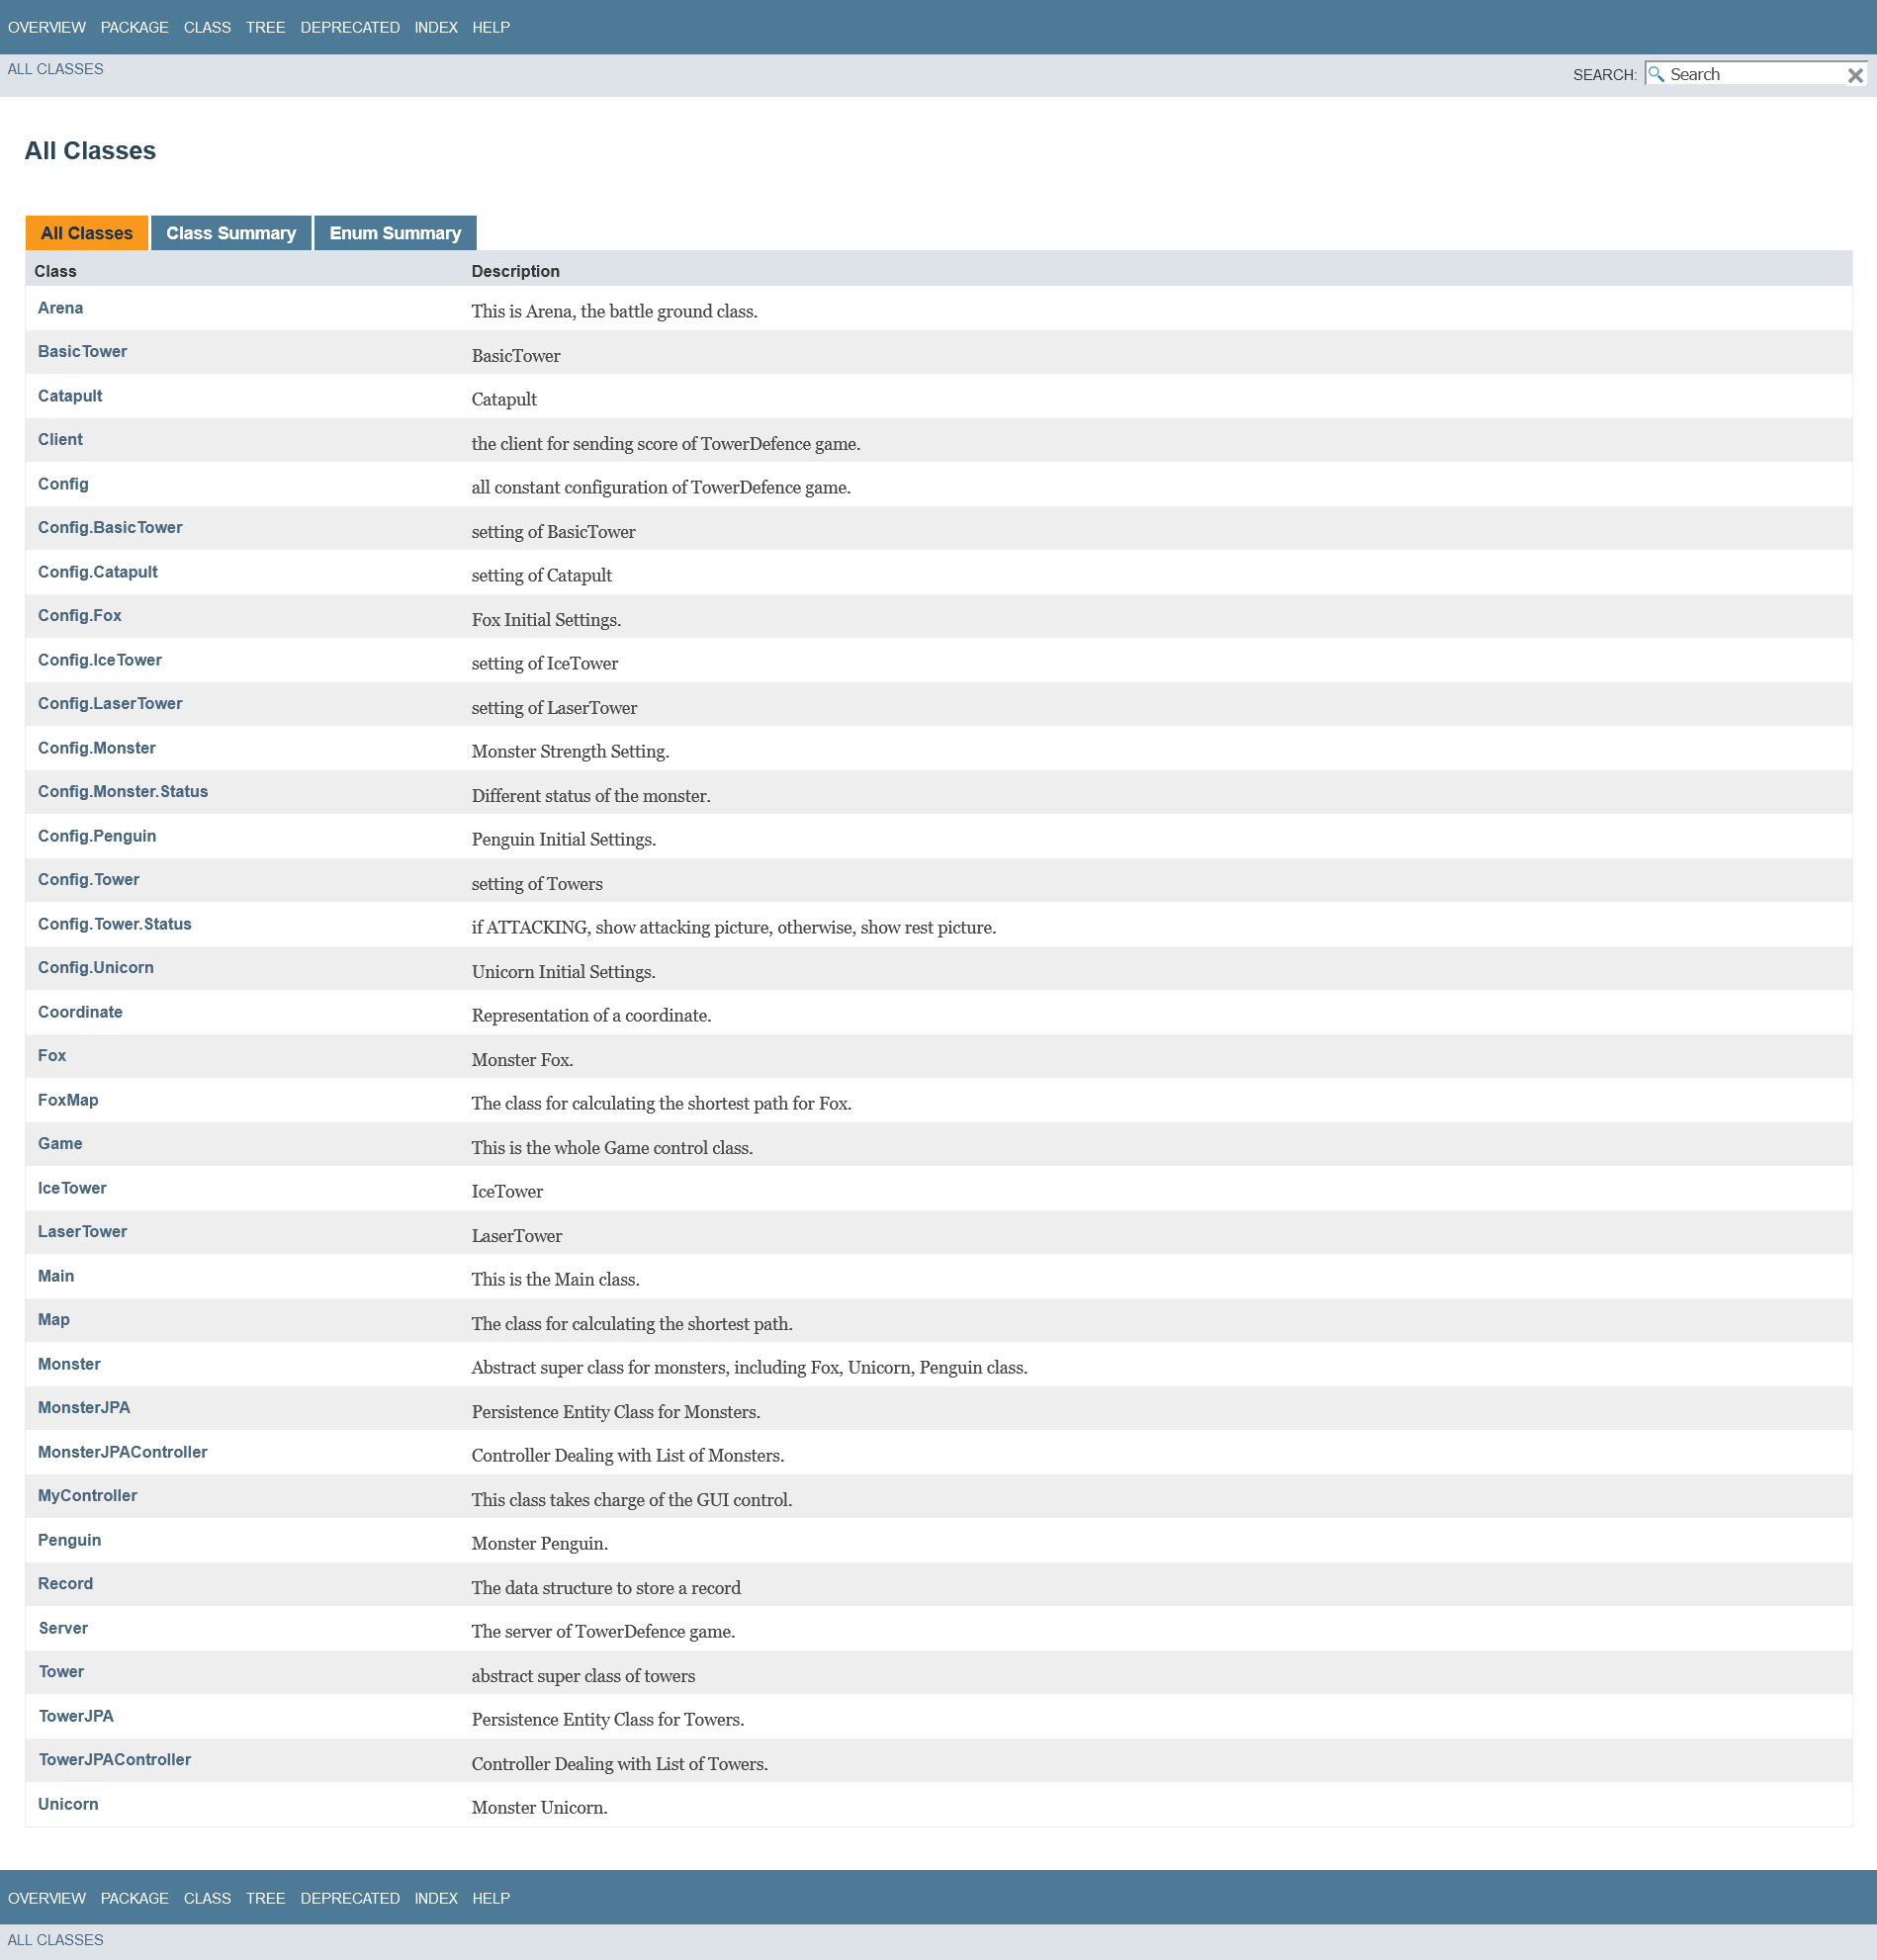 OVERVIEW PACKAGE CLASS TREE DEPRECATED INDEX HELP
ALL CLASSES SEARCH: Search
All Classes
All Classes Class Summary Enum Summary
Class Description
Arena This is Arena, the battle ground class.
BasicTower BasicTower
Catapult Catapult
Client the client for sending score of TowerDefence game.
Config all constant configuration of TowerDefence game.
Config.BasicTower setting of BasicTower
Config.Catapult setting of Catapult
Config.Fox Fox Initial Settings.
Config.IceTower setting of IceTower
Config.LaserTower setting of LaserTower
Config.Monster Monster Strength Setting.
Config.Monster.Status Different status of the monster.
Config.Penguin Penguin Initial Settings.
Config.Tower setting of Towers
Config.Tower.Status if ATTACKING, show attacking picture, otherwise, show rest picture.
Config.Unicorn Unicorn Initial Settings.
Coordinate Representation of a coordinate.
Fox Monster Fox.
FoxMap The class for calculating the shortest path for Fox.
Game This is the whole Game control class.
IceTower IceTower
LaserTower LaserTower
Main This is the Main class.
Map The class for calculating the shortest path.
Monster Abstract super class for monsters, including Fox, Unicorn, Penguin class.
MonsterJPA Persistence Entity Class for Monsters.
MonsterJPAController Controller Dealing with List of Monsters.
MyController This class takes charge of the GUI control.
Penguin Monster Penguin.
Record The data structure to store a record
Server The server of TowerDefence game.
Tower abstract super class of towers
TowerJPA Persistence Entity Class for Towers.
TowerJPAController Controller Dealing with List of Towers.
Unicorn Monster Unicorn.
OVERVIEW PACKAGE CLASS TREE DEPRECATED INDEX HELP
ALL CLASSES